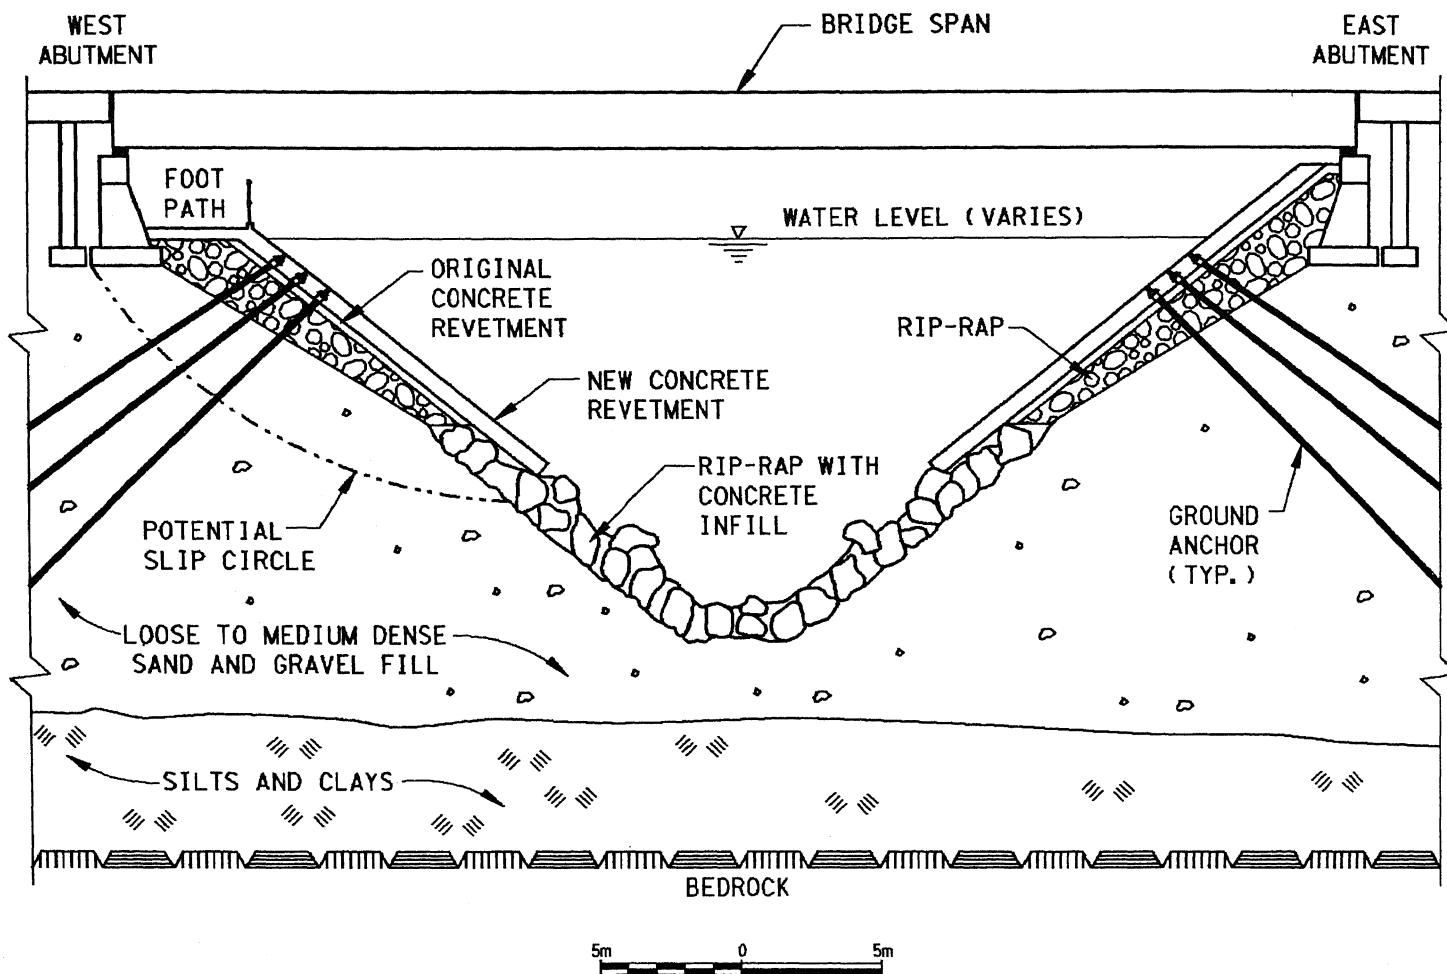 WEST
ABUTMENT
BRIDGE SPAN
EAST
ABUTMENT
FOOT
PATH
WATER LEVEL (VARIES)
ORIGINAL
CONCRETE
REVETMENT
RIP-RAP
NEW CONCRETE
REVETMENT
RIP-RAP WITH
CONCRETE
INFILL
POTENTIAL
SLIP CIRCLE
GROUND
ANCHOR
(TYP.)
LOOSE TO MEDIUM DENSE
SAND AND GRAVEL FILL
SILTS AND CLAYS
BEDROCK
5m 0 5m